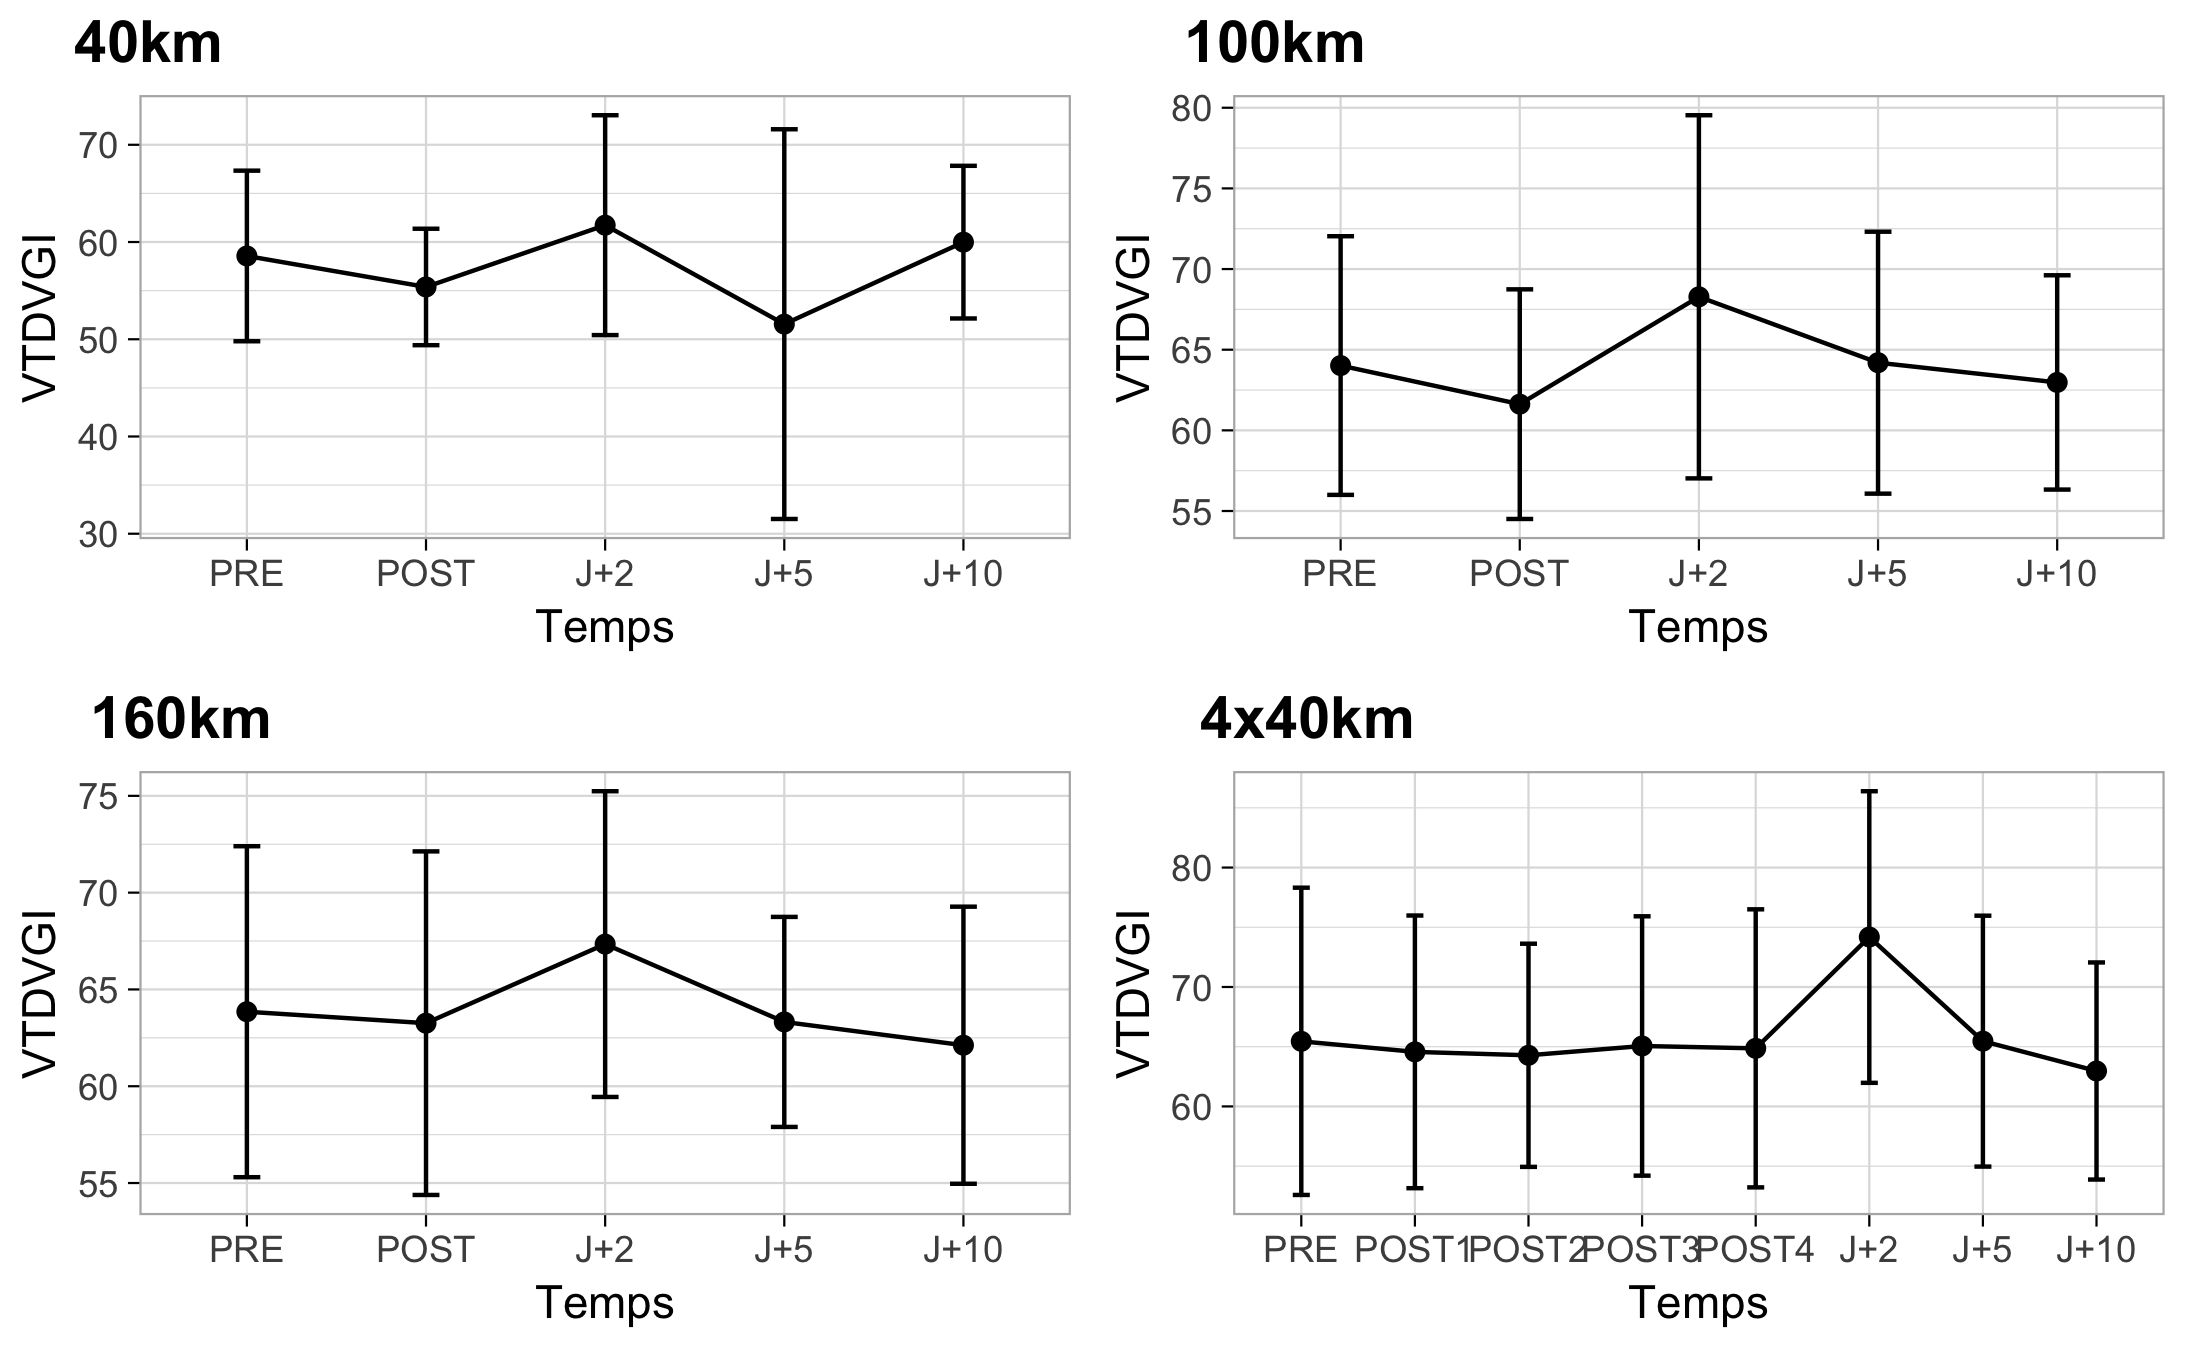 40km
VTDVGI
70
60
50
40
30
PRE POST J+2 J+5 J+10
Temps
100km
VTDVGI
80
75
70
65
60
55
PRE POST J+2 J+5 J+10
Temps
160km
VTDVGI
75
70
65
60
55
PRE POST J+2 J+5 J+10
Temps
4x40km
VTDVGI
80
70
60
PRE POST1 POST2 POST3 POST4 J+2 J+5 J+10
Temps